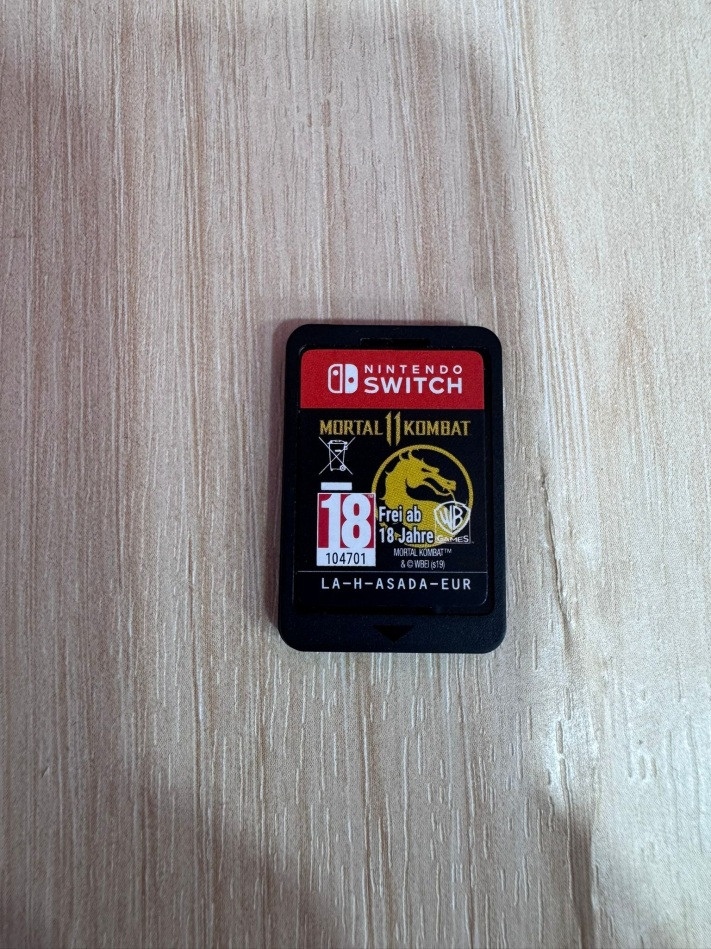 NINTENDO
SWITCH
MORTAL 11 KOMBAT
18
104701
Frei ab
18 Jahre
WB
GAMES
MORTAL KOMBAT™
& © WBEI (s19)
LA-H-ASADA-EUR